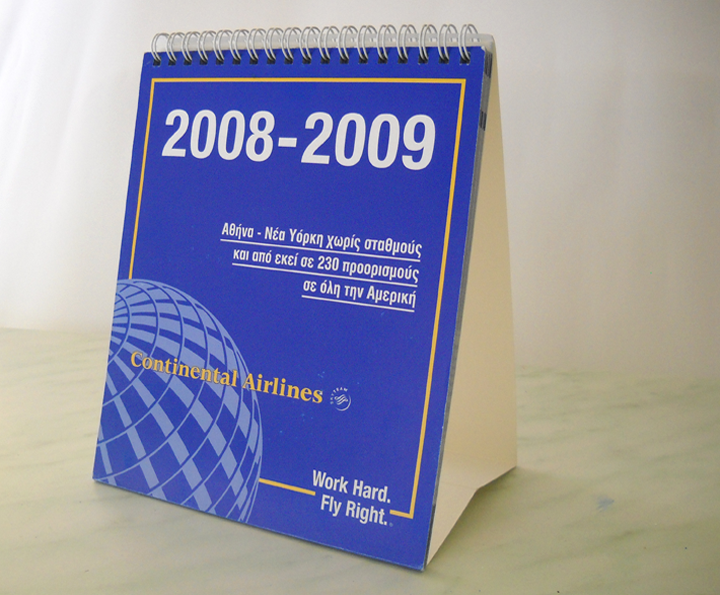 2008-2009
Αθήνα - Νέα Υόρκη χωρίς σταθμούς
και από εκεί σε 230 προορισμούς
σε όλη την Αμερική
Continental Airlines
Work Hard.
Fly Right.®